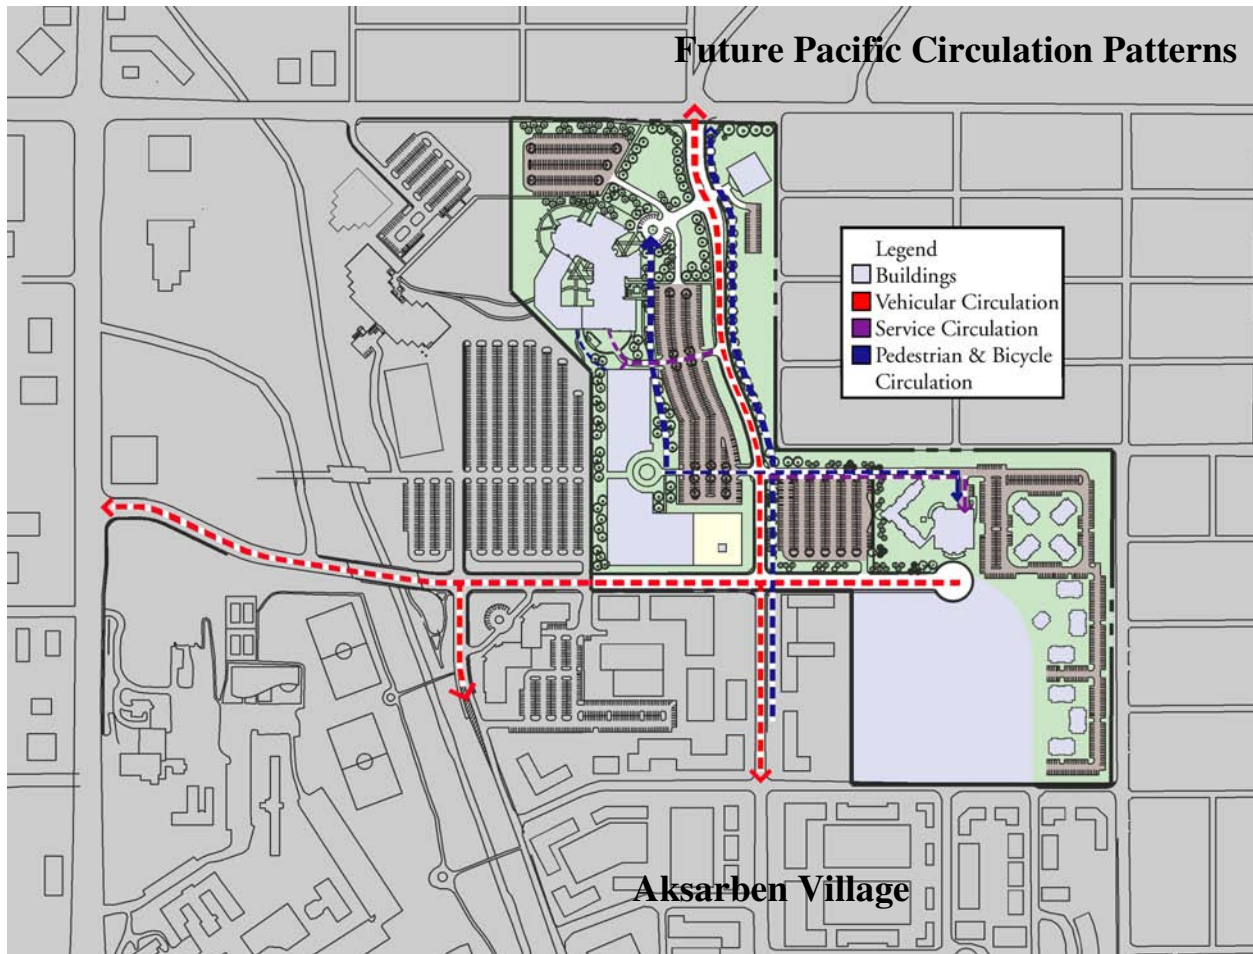 Future Pacific Circulation Patterns
Legend
Buildings
Vehicular Circulation
Service Circulation
Pedestrian & Bicycle
Circulation
Aksarben Village